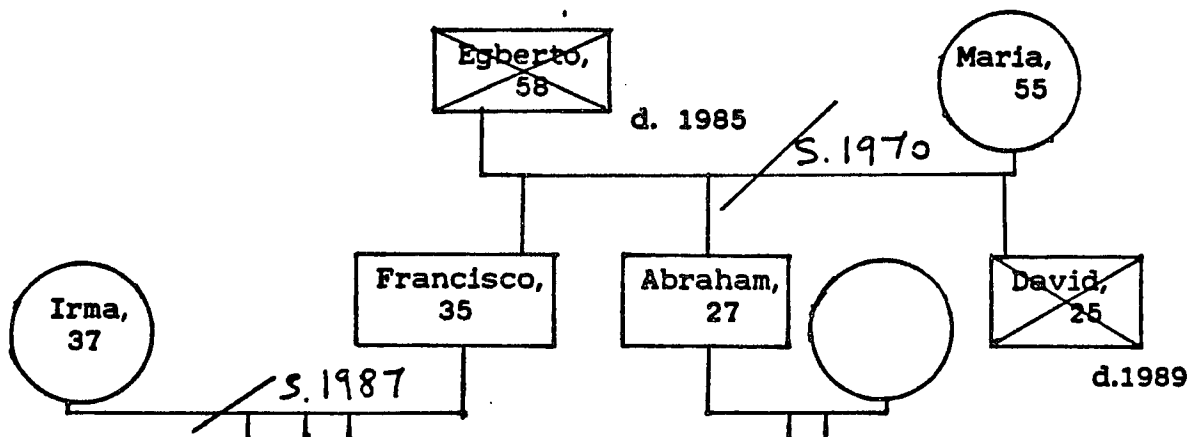 Egberto,
58
Maria,
55
d. 1985
S. 1970
Irma,
37
Francisco,
35
Abraham,
27
David,
25
d.1989
S. 1987